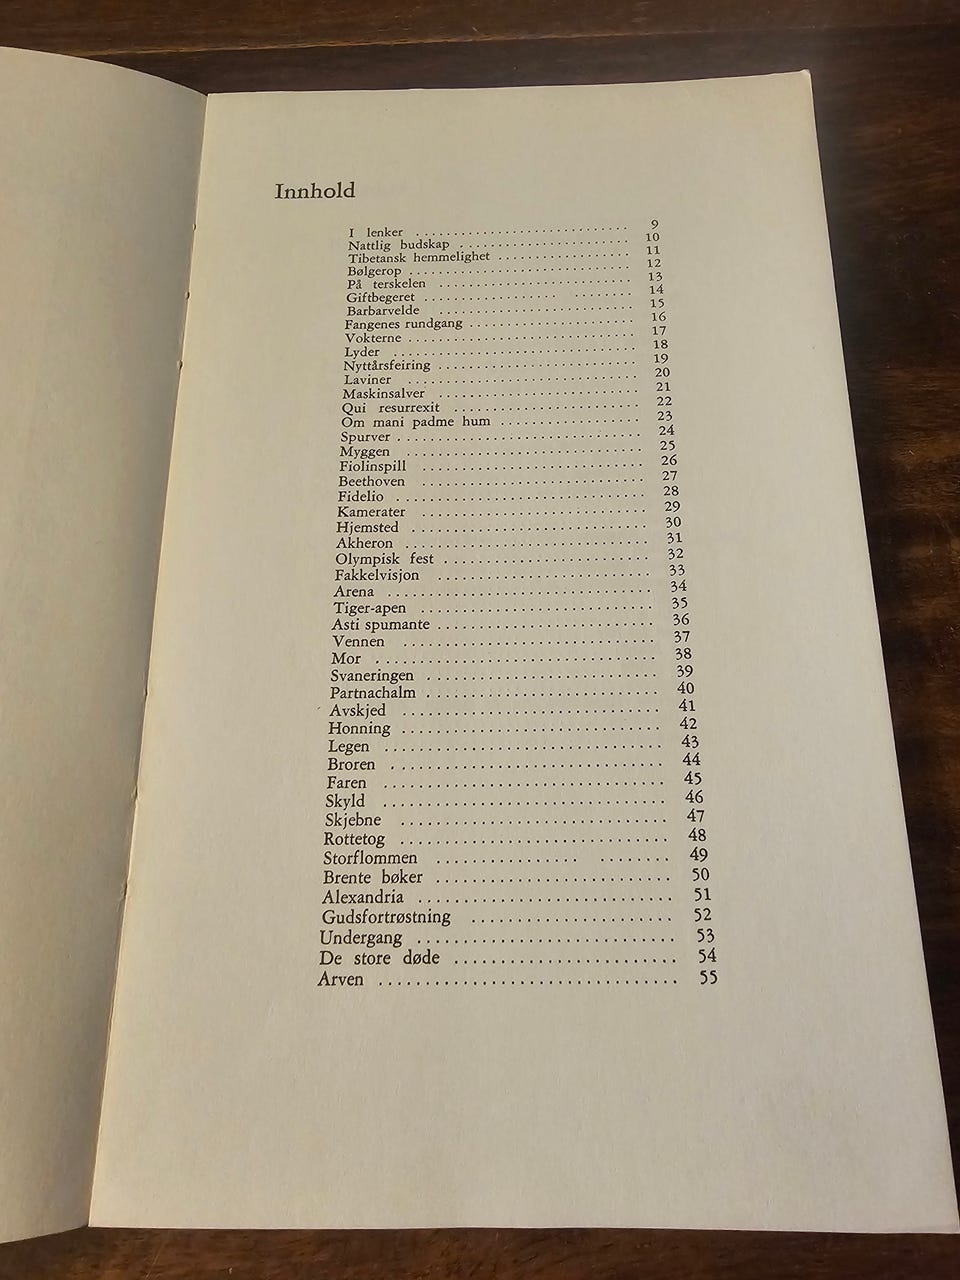 Innhold
I lenker 9
Nattlig budskap 10
Tibetansk hemmelighet 11
Bølgerop 12
På terskelen 13
Giftbegeret 14
Barbarvelde 15
Fangenes rundgang 16
Vokterne 17
Lyder 18
Nyttårsfeiring 19
Laviner 20
Maskinsalver 21
Qui resurrexit 22
Om mani padme hum 23
Spurver 24
Myggen 25
Fiolinspill 26
Beethoven 27
Fidelio 28
Kamerater 29
Hjemsted 30
Akheron 31
Olympisk fest 32
Fakkelvisjon 33
Arena 34
Tiger-apen 35
Asti spumante 36
Vennen 37
Mor 38
Svaneringen 39
Partnachalm 40
Avskjed 41
Honning 42
Legen 43
Broren 44
Faren 45
Skyld 46
Skjebne 47
Rottetog 48
Storflommen 49
Brente bøker 50
Alexandria 51
Gudsfortrøstning 52
Undergang 53
De store døde 54
Arven 55